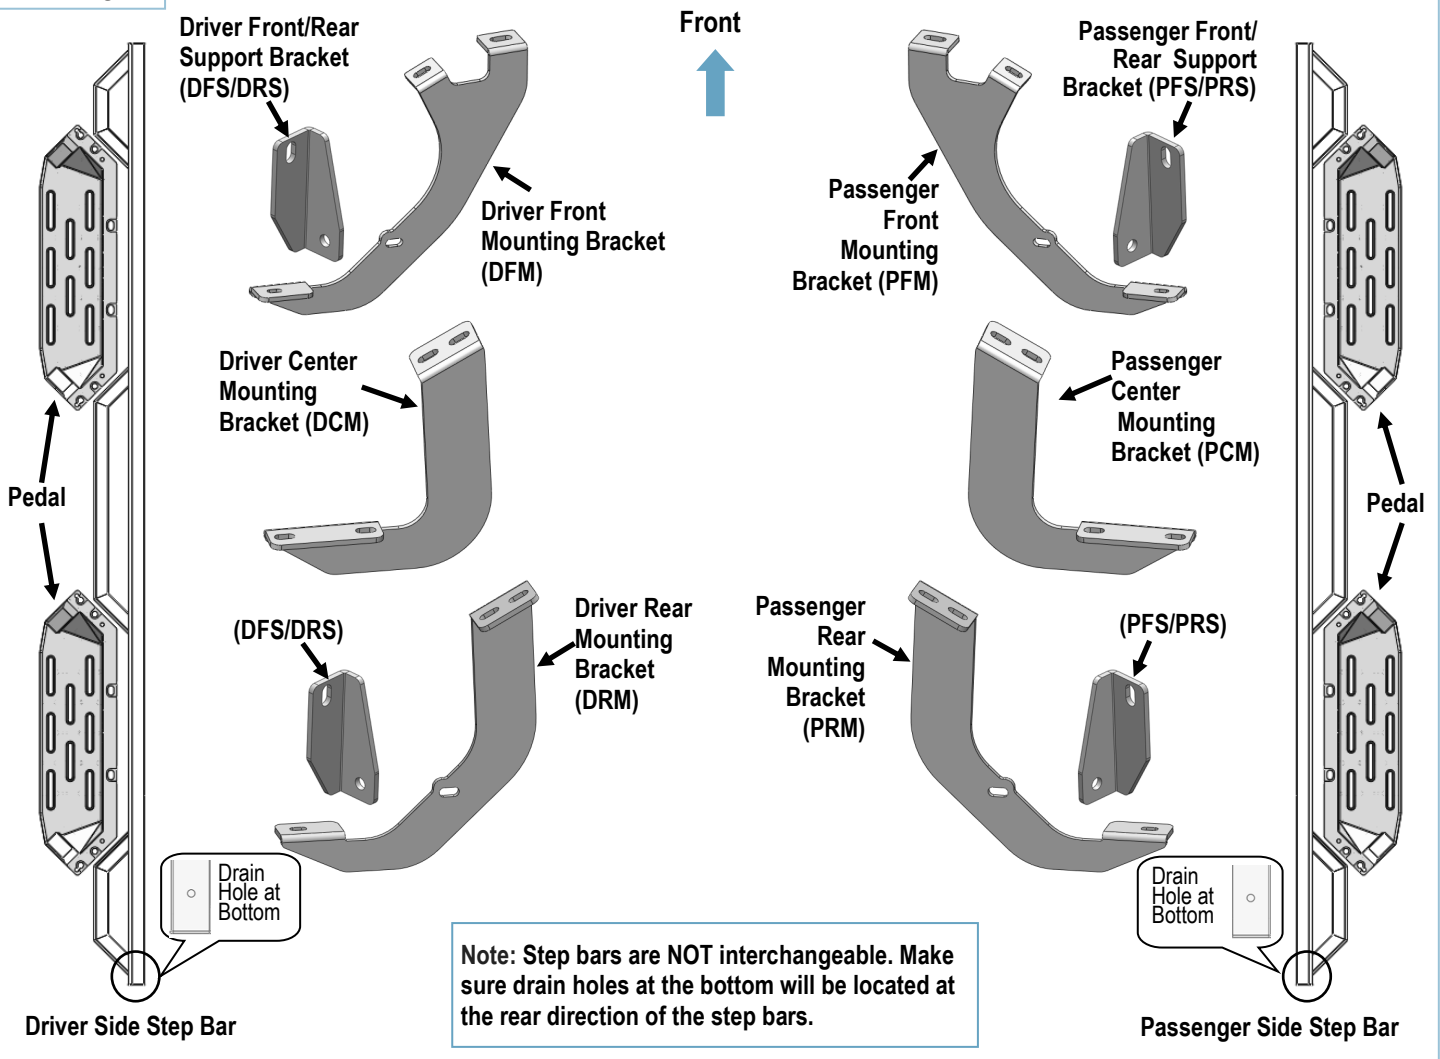 Front
Driver Front/Rear
Support Bracket
(DFS/DRS)
Passenger Front/
Rear Support
Bracket (PFS/PRS)
Driver Front
Mounting Bracket
(DFM)
Passenger
Front
Mounting
Bracket (PFM)
Driver Center
Mounting
Bracket (DCM)
Passenger
Center
Mounting
Bracket (PCM)
Pedal
Pedal
(DFS/DRS)
Driver Rear
Mounting
Bracket
(DRM)
Passenger
Rear
Mounting
Bracket
(PRM)
(PFS/PRS)
Drain
Hole at
Bottom
Drain
Hole at
Bottom
Note: Step bars are NOT interchangeable. Make
sure drain holes at the bottom will be located at
the rear direction of the step bars.
Driver Side Step Bar
Passenger Side Step Bar